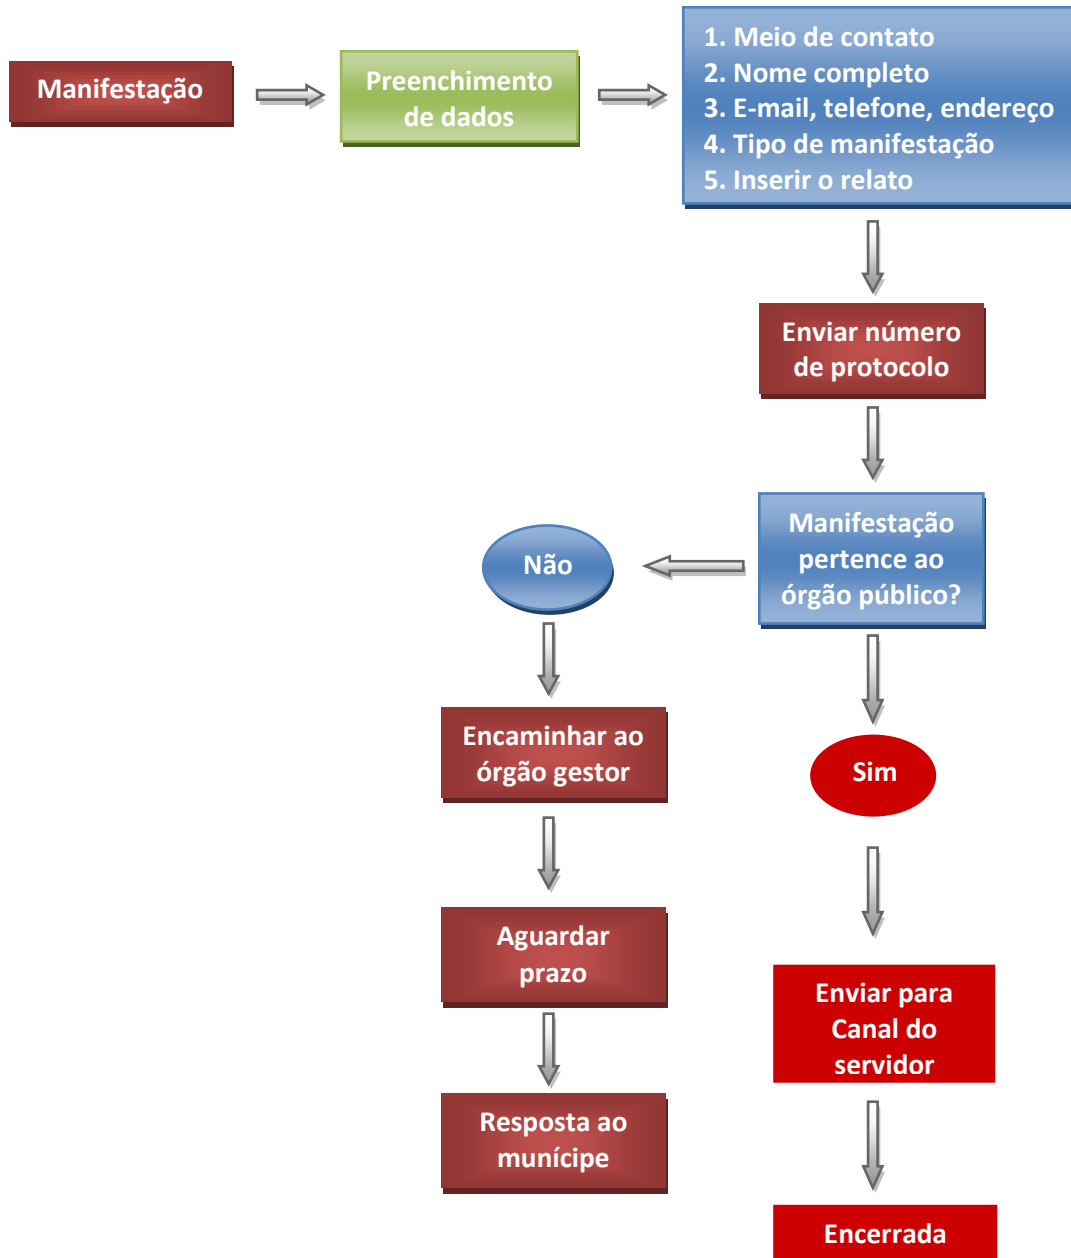 Manifestação
Preenchimento
de dados
1. Meio de contato
2. Nome completo
3. E-mail, telefone, endereço
4. Tipo de manifestação
5. Inserir o relato
Enviar número
de protocolo
Manifestação
pertence ao
órgão público?
Não
Sim
Encaminhar ao
órgão gestor
Aguardar
prazo
Resposta ao
munícipe
Enviar para
Canal do
servidor
Encerrada